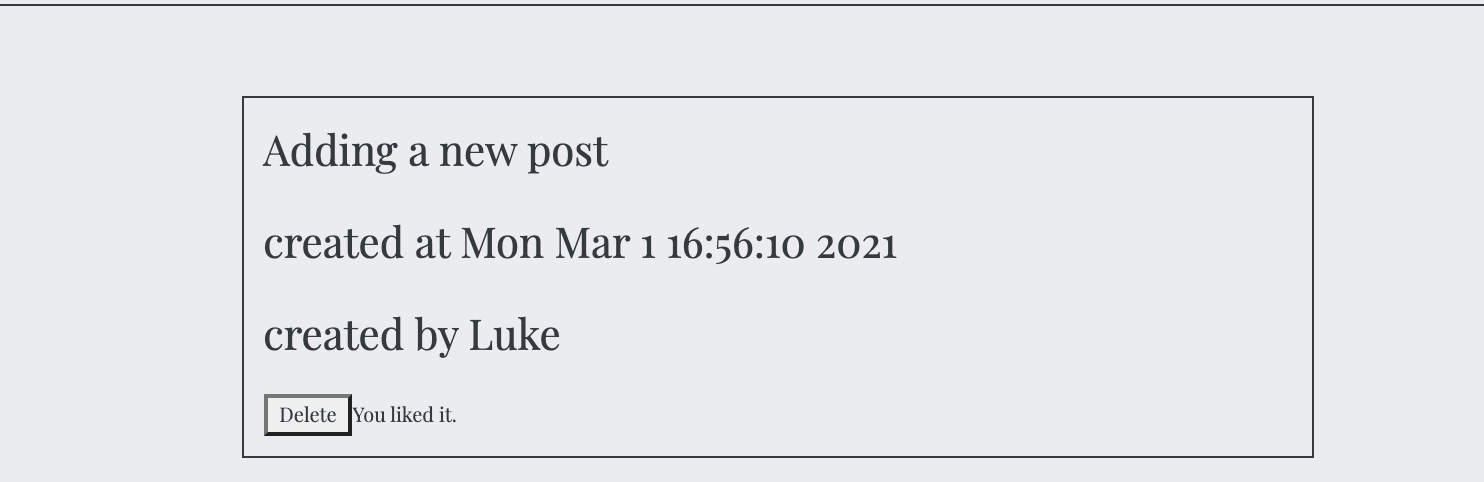 Adding a new post
created at Mon Mar 1 16:56:10 2021
created by Luke
Delete You liked it.